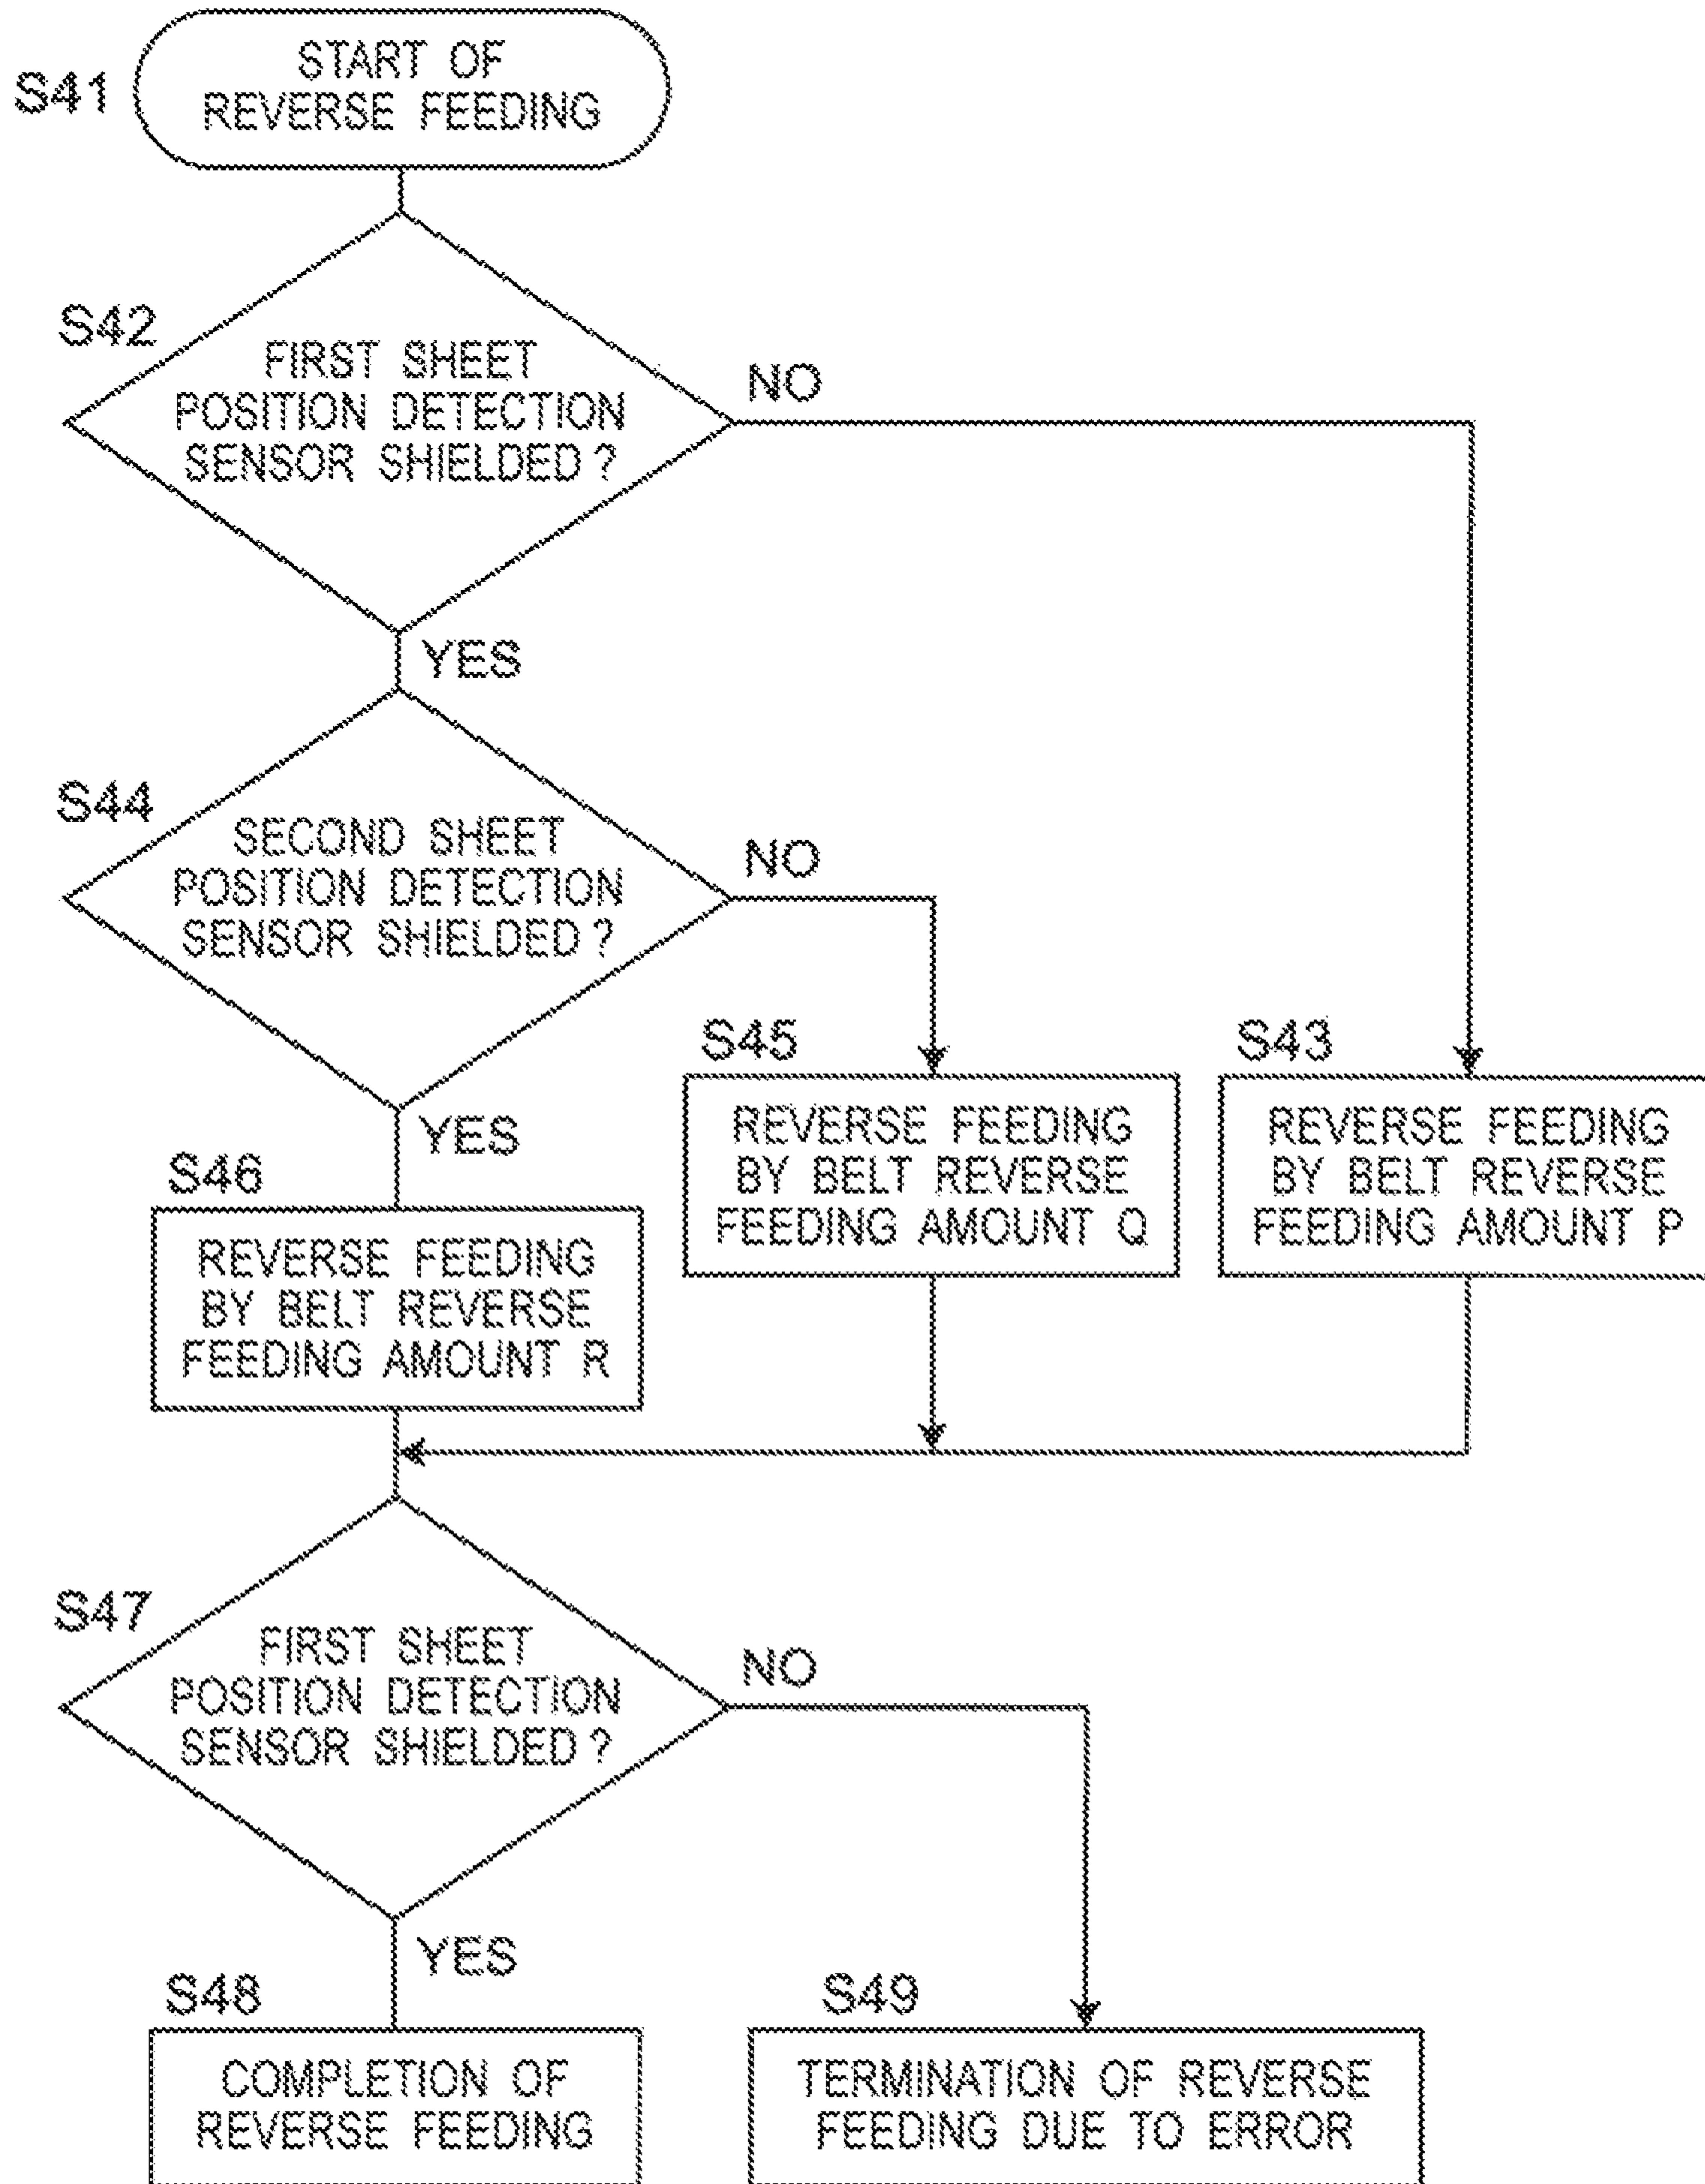 S41
START OF
REVERSE FEEDING
S42
FIRST SHEET
POSITION DETECTION
SENSOR SHIELDED ?
NO
YES
S44
SECOND SHEET
POSITION DETECTION
SENSOR SHIELDED ?
NO
YES
S45
REVERSE FEEDING
BY BELT REVERSE
FEEDING AMOUNT Q
S43
REVERSE FEEDING
BY BELT REVERSE
FEEDING AMOUNT P
S46
REVERSE FEEDING
BY BELT REVERSE
FEEDING AMOUNT R
S47
FIRST SHEET
POSITION DETECTION
SENSOR SHIELDED ?
NO
YES
S48
COMPLETION OF
REVERSE FEEDING
S49
TERMINATION OF REVERSE
FEEDING DUE TO ERROR